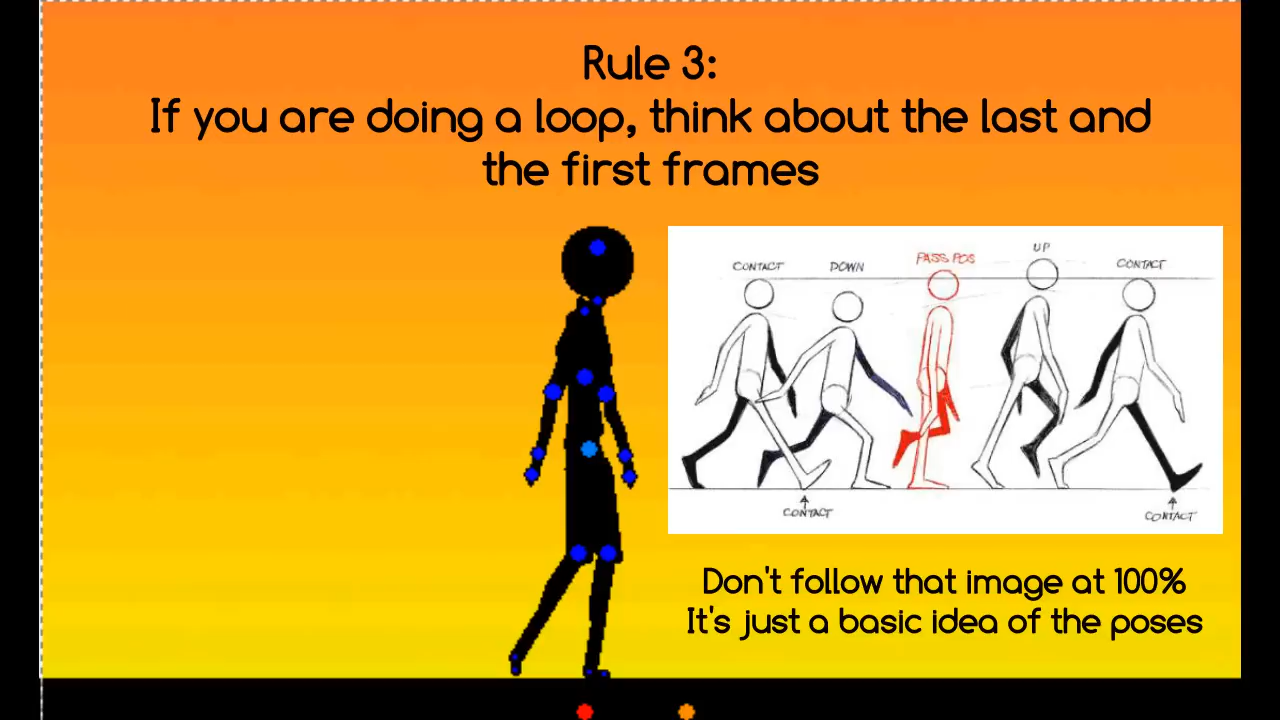 Rule 3:
If you are doing a loop, think about the last and
the first frames
CONTACT
DOWN
PASS POS
UP
CONTACT
CONTACT
CONTACT
Don't follow that image at 100%
It's just a basic idea of the poses